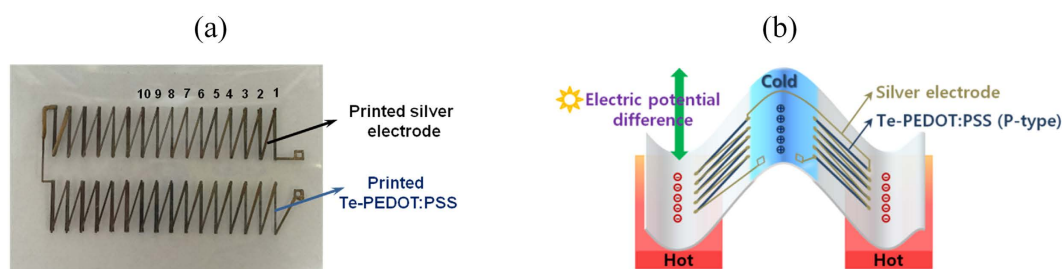 (a)
(b)
10 9 8 7 6 5 4 3 2 1
Printed silver
electrode
Printed
Te-PEDOT:PSS
Cold
Electric potential
difference
Silver electrode
Te-PEDOT:PSS (P-type)
Hot
Hot